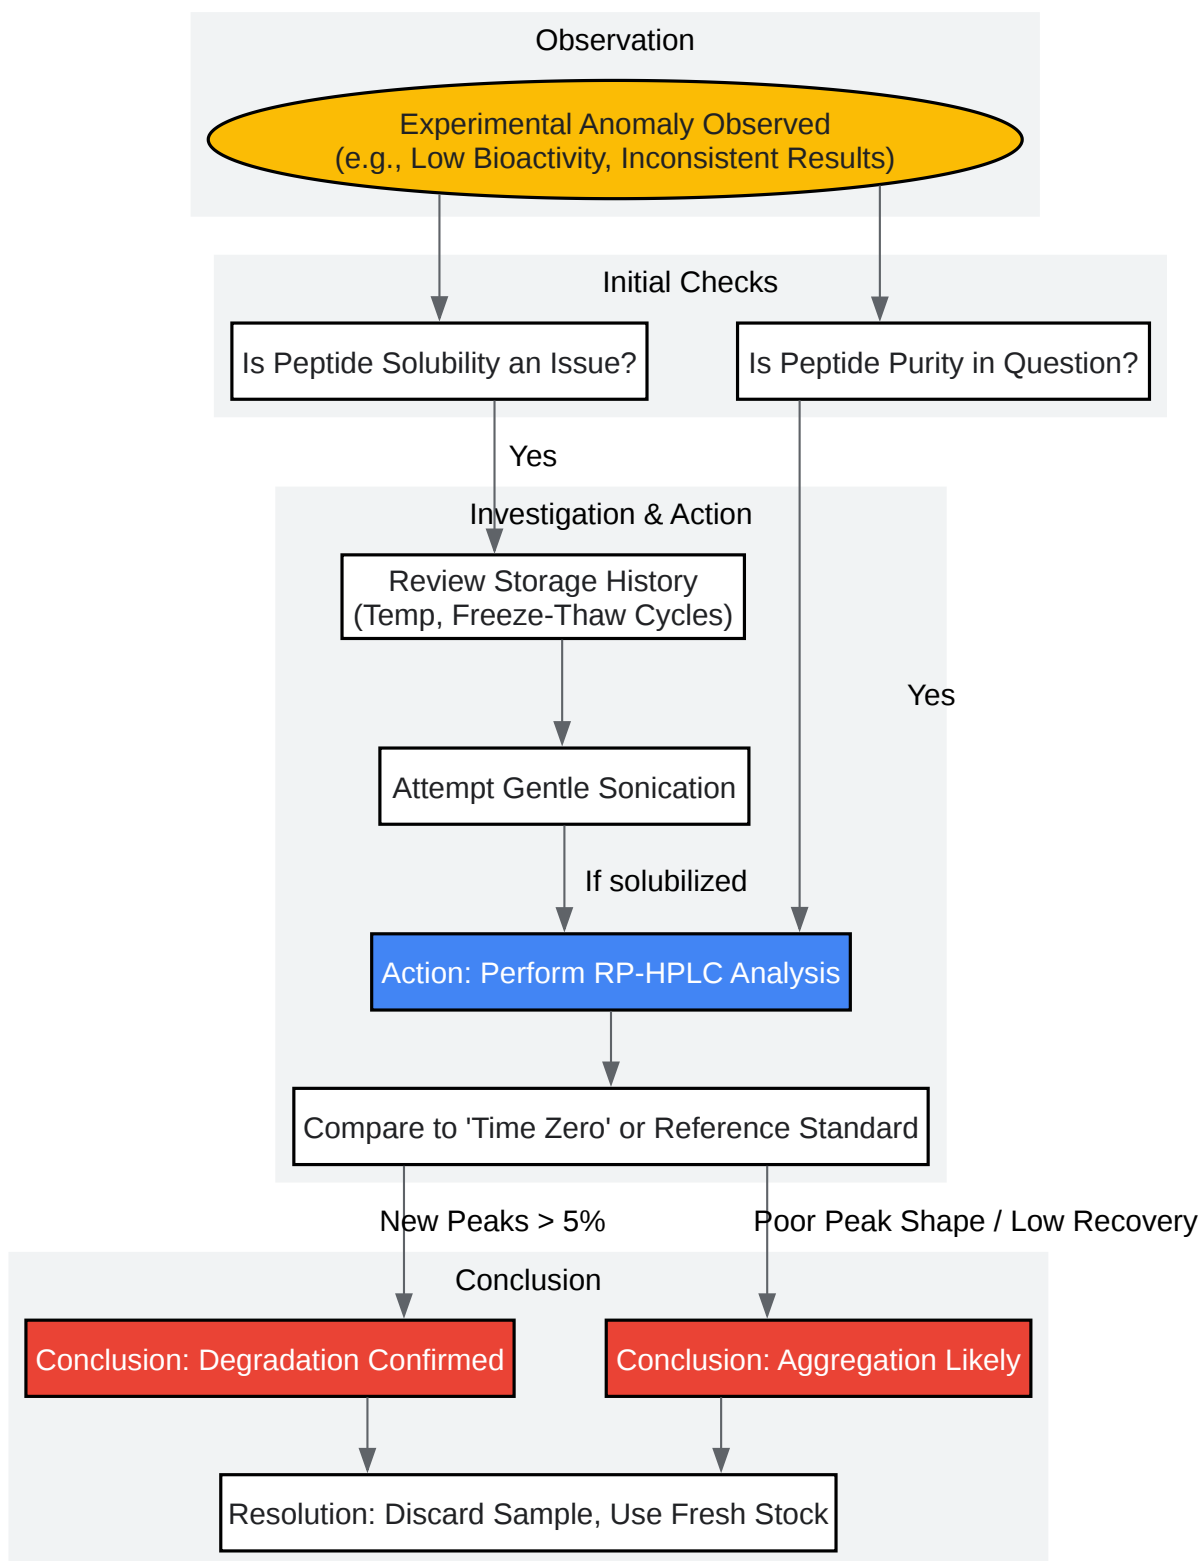 Observation
Experimental Anomaly Observed
(e.g., Low Bioactivity, Inconsistent Results)
Initial Checks
Is Peptide Solubility an Issue?
Is Peptide Purity in Question?
Yes
Investigation & Action
Review Storage History
(Temp, Freeze-Thaw Cycles)
Yes
Attempt Gentle Sonication
If solubilized
Action: Perform RP-HPLC Analysis
Compare to 'Time Zero' or Reference Standard
New Peaks > 5%
Poor Peak Shape / Low Recovery
Conclusion
Conclusion: Degradation Confirmed
Conclusion: Aggregation Likely
Resolution: Discard Sample, Use Fresh Stock